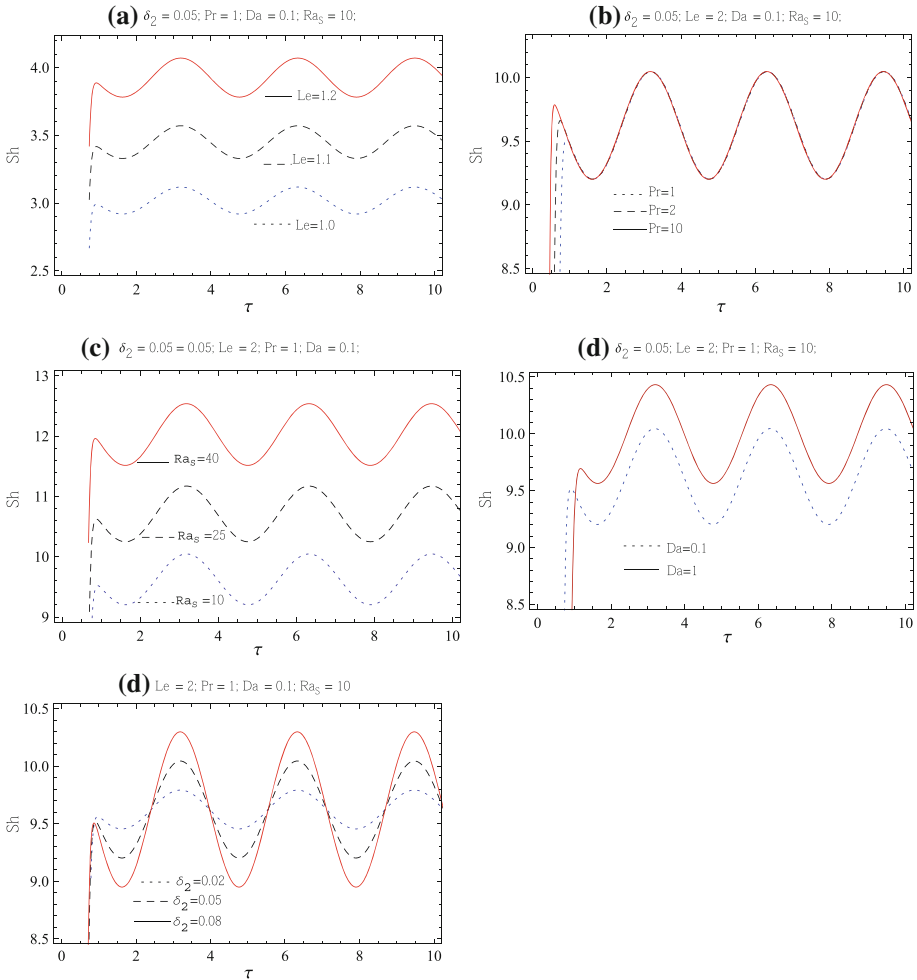 (a) δ2 = 0.05; Pr = 1; Da = 0.1; RaS = 10;
4.0
3.5
3.0
2.5
Sh
Le=1.2
Le=1.1
Le=1.0
0 2 4 6 8 10
τ
(b) δ2 = 0.05; Le = 2; Da = 0.1; RaS = 10;
10.0
9.5
9.0
8.5
Sh
Pr=1
Pr=2
Pr=10
0 2 4 6 8 10
τ
(c) δ2 = 0.05 = 0.05; Le = 2; Pr = 1; Da = 0.1;
13
12
11
10
9
Sh
Ras=40
Ras=25
Ras=10
0 2 4 6 8 10
τ
(d) δ2 = 0.05; Le = 2; Pr = 1; RaS = 10;
10.5
10.0
9.5
9.0
8.5
Sh
Da=0.1
Da=1
0 2 4 6 8 10
τ
(d) Le = 2; Pr = 1; Da = 0.1; RaS = 10
10.5
10.0
9.5
9.0
8.5
Sh
δ2=0.02
δ2=0.05
δ2=0.08
0 2 4 6 8 10
τ